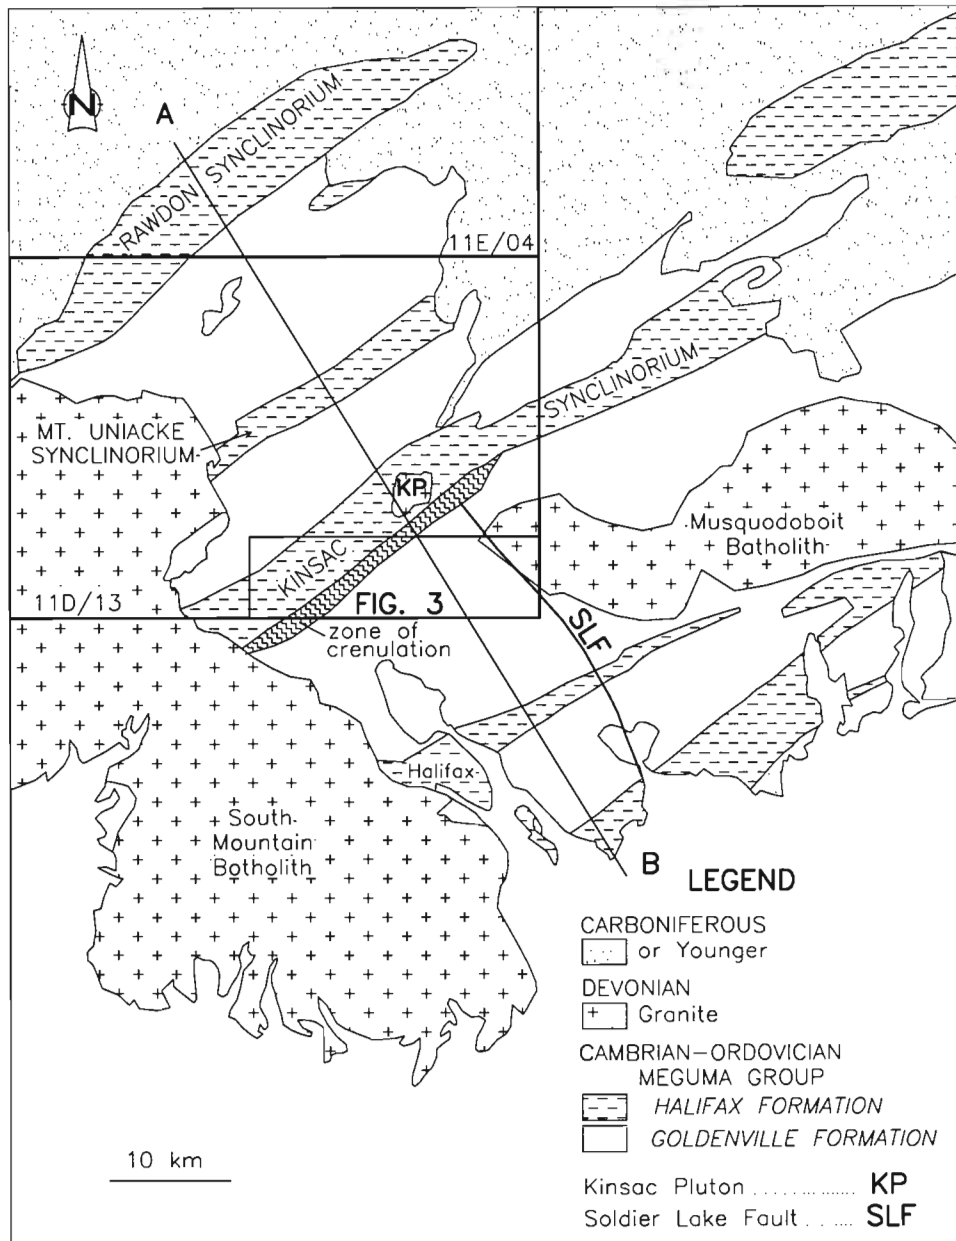 N
A
RAWDON SYNCLINORIUM
11E/04
SYNCLINORIUM
MT. UNIACKE
SYNCLINORIUM
KP
Musquodoboit
Batholith
KINSAC
11D/13
FIG. 3
zone of
crenulation
SLF
Halifax
South
Mountain
Batholith
B
LEGEND
CARBONIFEROUS
or Younger
DEVONIAN
+ Granite
CAMBRIAN-ORDOVICIAN
MEGUMA GROUP
HALIFAX FORMATION
GOLDENVILLE FORMATION
10 km
Kinsac Pluton ............. KP
Soldier Lake Fault ...... SLF